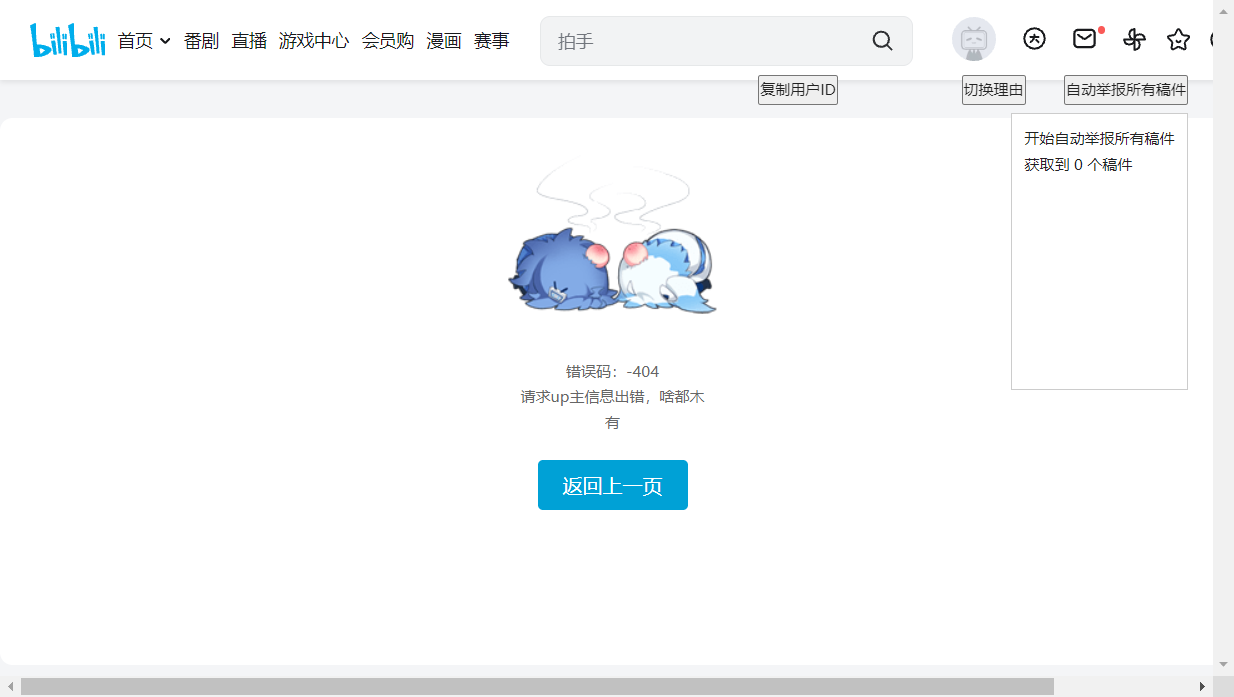 bilibili 首页 番剧 直播 游戏中心 会员购 漫画 赛事 拍手
复制用户ID 切换理由 自动举报所有稿件
开始自动举报所有稿件
获取到 0 个稿件
错误码：-404
请求up主信息出错，啥都木
有
返回上一页